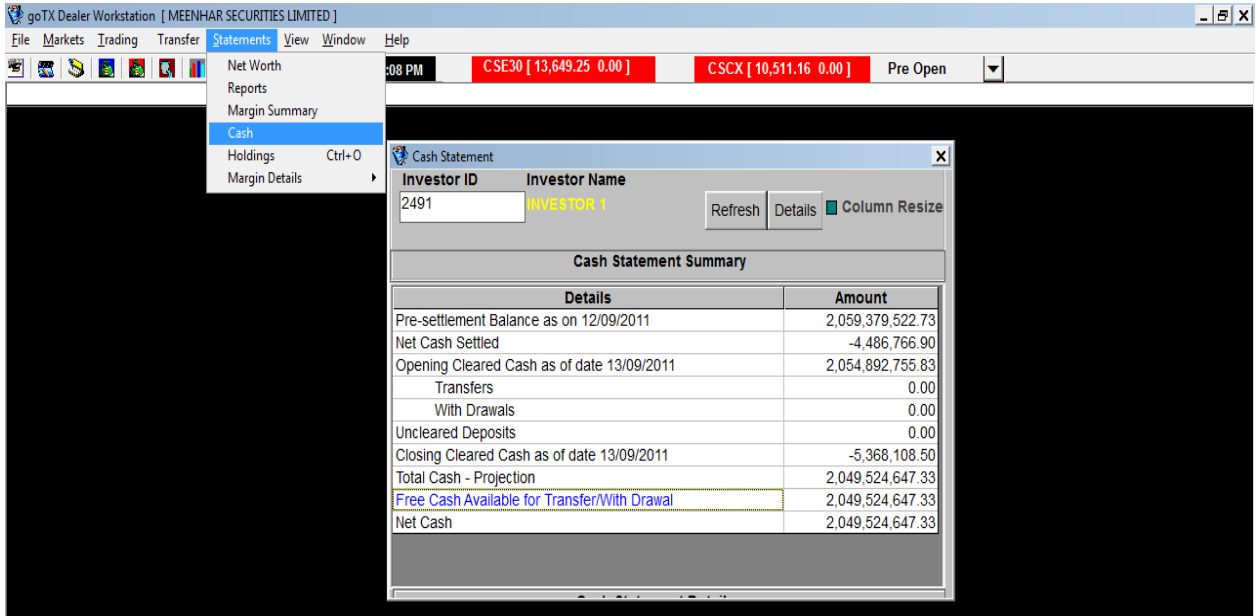 goTX Dealer Workstation [ MEENHAR SECURITIES LIMITED ]
File Markets Trading Transfer Statements View Window Help
:08 PM CSE30 [ 13,649.25 0.00 ] CSCX [ 10,511.16 0.00 ] Pre Open
Net Worth
Reports
Margin Summary
Cash
Holdings Ctrl+O
Margin Details
Cash Statement
Investor ID Investor Name
2491 INVESTOR 1
Refresh Details Column Resize
Cash Statement Summary
Details Amount
Pre-settlement Balance as on 12/09/2011 2,059,379,522.73
Net Cash Settled -4,486,766.90
Opening Cleared Cash as of date 13/09/2011 2,054,892,755.83
Transfers 0.00
With Drawals 0.00
Uncleared Deposits 0.00
Closing Cleared Cash as of date 13/09/2011 -5,368,108.50
Total Cash - Projection 2,049,524,647.33
Free Cash Available for Transfer/With Drawal 2,049,524,647.33
Net Cash 2,049,524,647.33